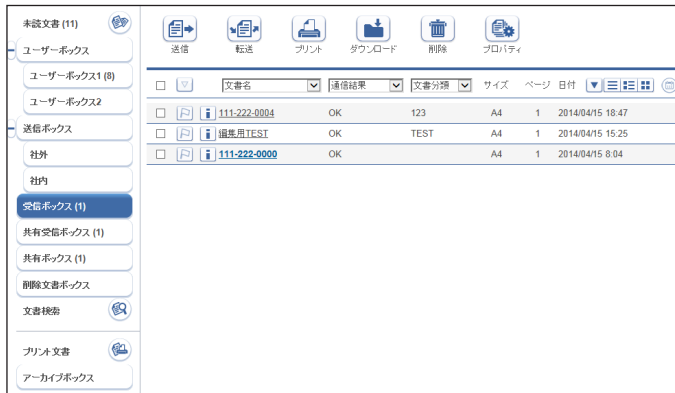 未読文書 (11)
ユーザーボックス
ユーザーボックス1 (8)
ユーザーボックス2
送信ボックス
社外
社内
受信ボックス (1)
共有受信ボックス (1)
共有ボックス (1)
削除文書ボックス
文書検索
プリント文書
アーカイブボックス
送信 転送 プリント ダウンロード 削除 プロパティ
文書名 通信結果 文書分類 サイズ ページ 日付
111-222-0004 OK 123 A4 1 2014/04/15 18:47
編集用TEST OK TEST A4 1 2014/04/15 15:25
111-222-0000 OK A4 1 2014/04/15 8:04